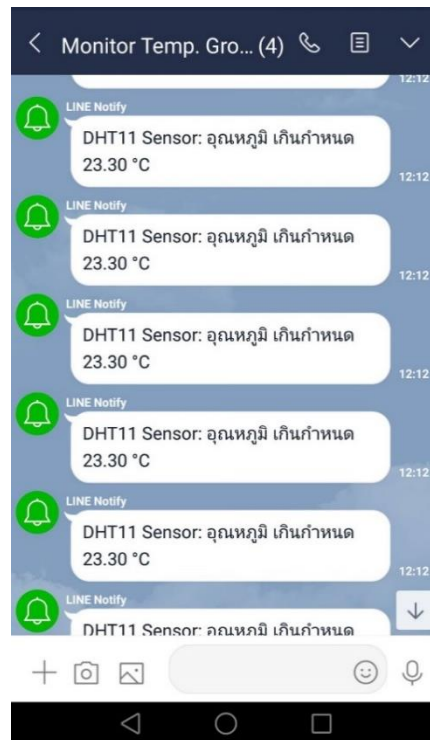 Monitor Temp. Gro... (4)
12:12
LINE Notify
DHT11 Sensor: อุณหภูมิ เกินกำหนด
23.30 °C
12:12
LINE Notify
DHT11 Sensor: อุณหภูมิ เกินกำหนด
23.30 °C
12:12
LINE Notify
DHT11 Sensor: อุณหภูมิ เกินกำหนด
23.30 °C
12:12
LINE Notify
DHT11 Sensor: อุณหภูมิ เกินกำหนด
23.30 °C
12:12
LINE Notify
DHT11 Sensor: อุณหภูมิ เกินกำหนด
23.30 °C
12:12
LINE Notify
DHT11 Sensor: อุณหภูมิ เกินกำหนด